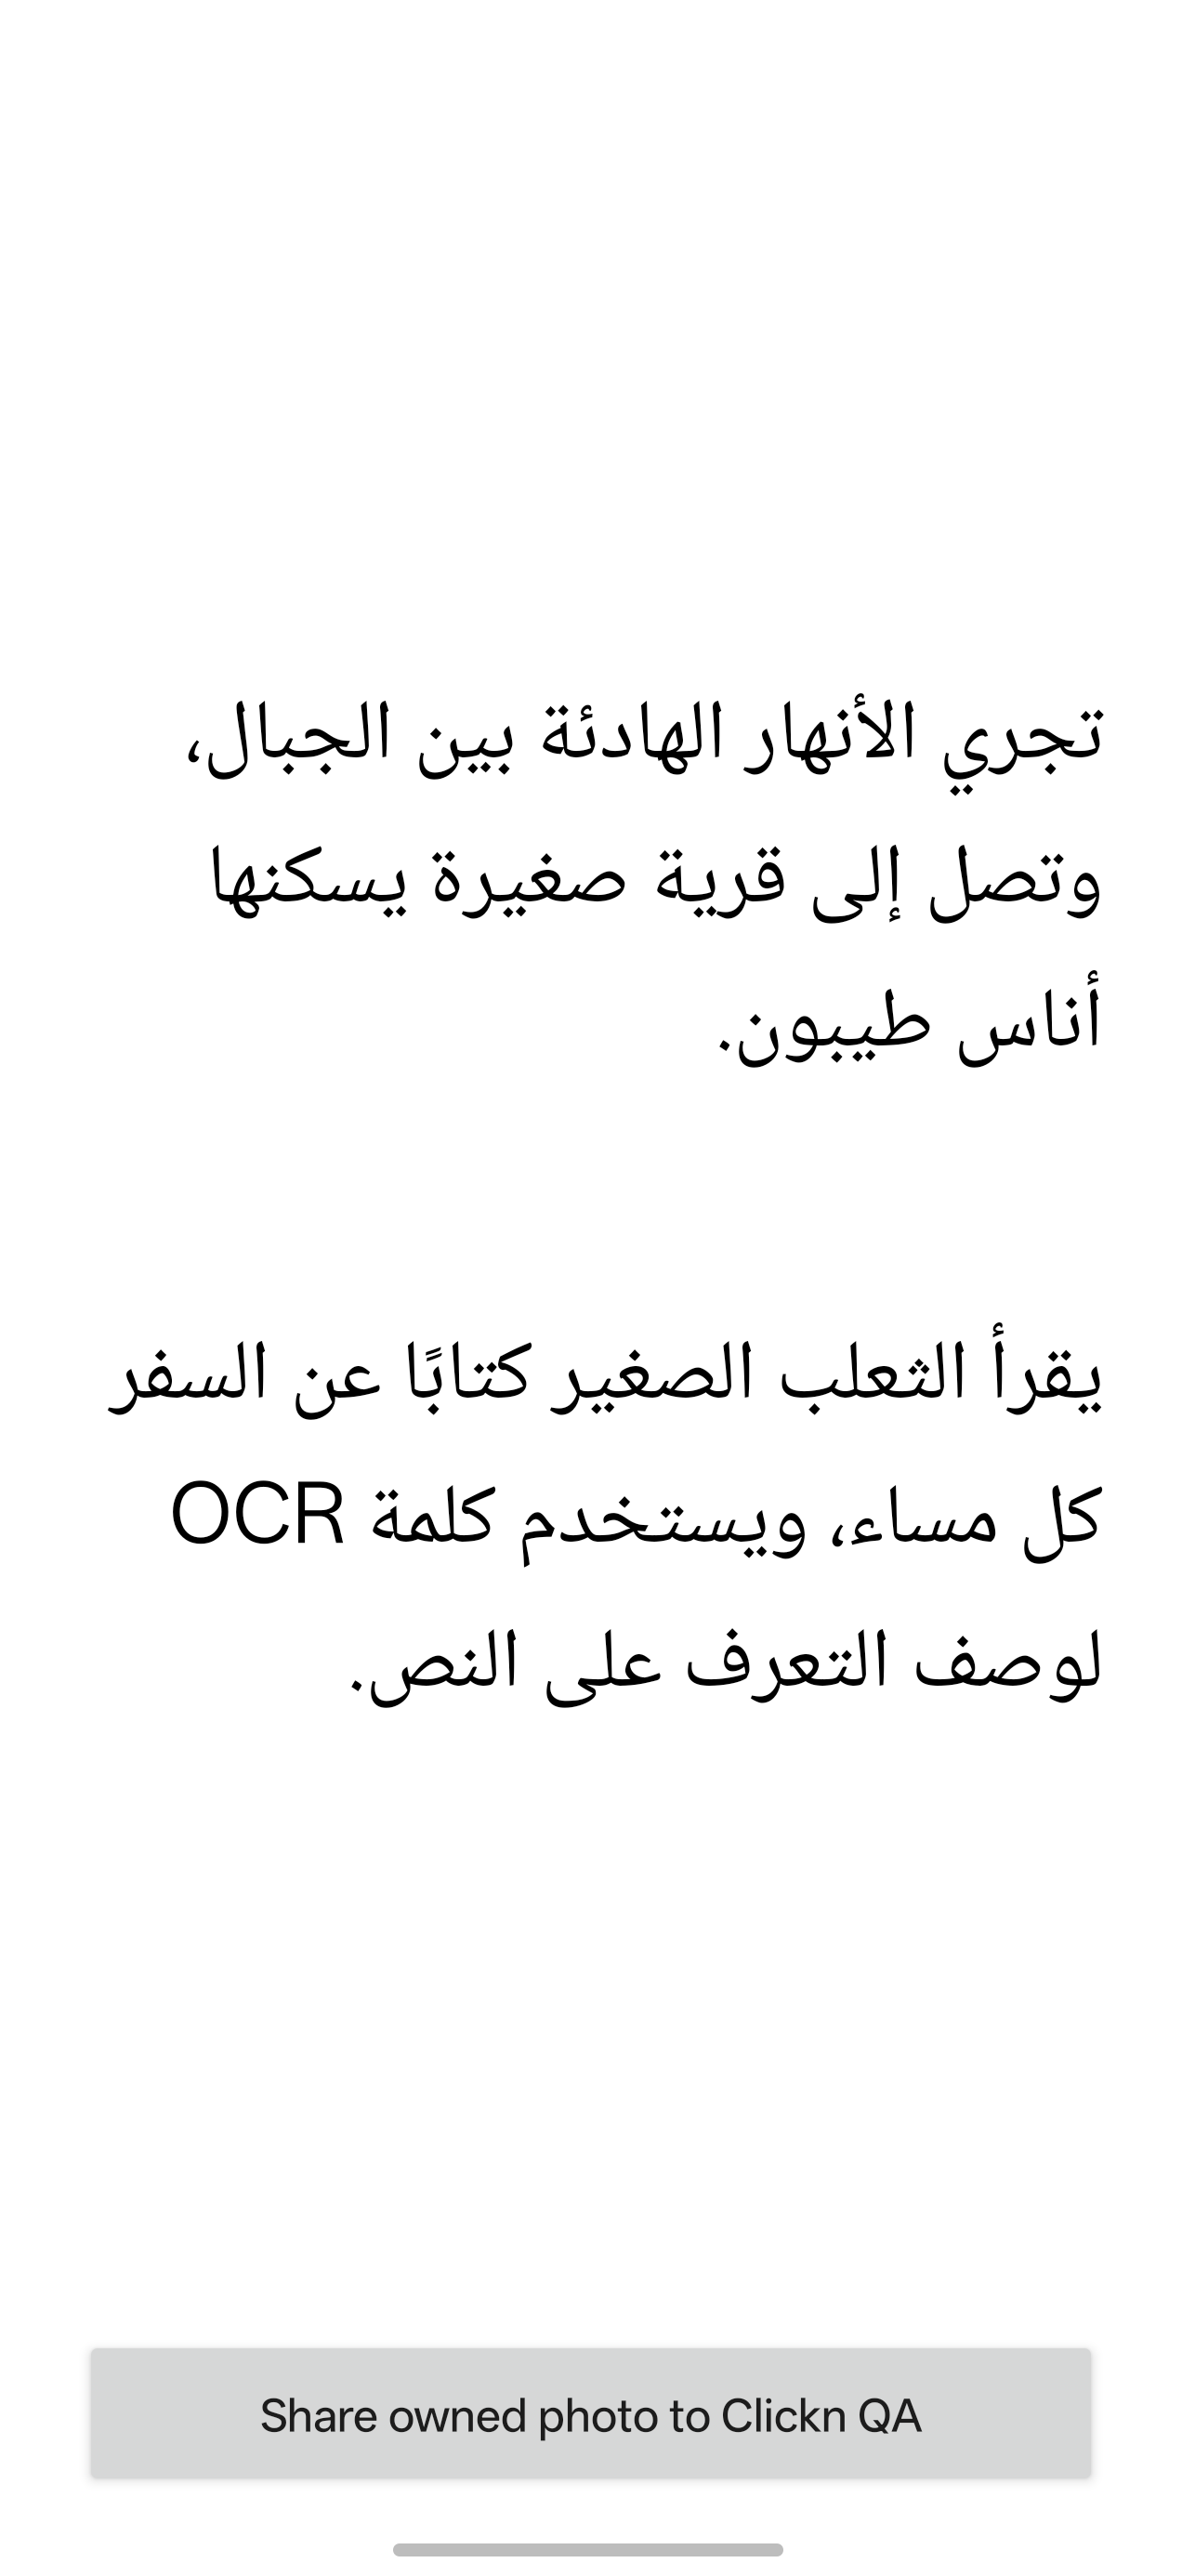 تجري الأنهار الهادئة بين الجبال،
وتصل إلى قرية صغيرة يسكنها
أناس طيبون.
يقرأ الثعلب الصغير كتابًا عن السفر
كل مساء، ويستخدم كلمة OCR
لوصف التعرف على النص.
Share owned photo to Clickn QA